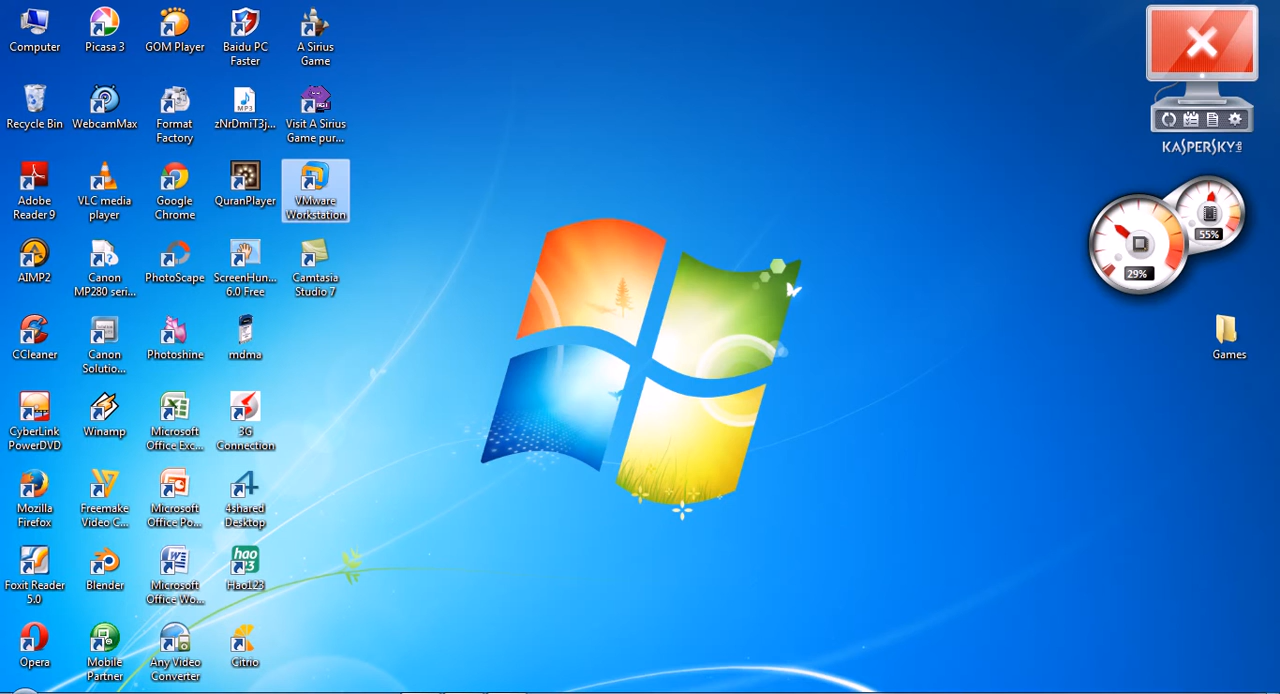 Computer
Picasa 3
GOM Player
Baidu PC
Faster
A Sirius
Game
Recycle Bin
WebcamMax
Format
Factory
MP3
zNrDmiT3j...
Visit A Sirius
Game pur...
Adobe
Reader 9
VLC media
player
Google
Chrome
QuranPlayer
VMware
Workstation
AIMP2
Canon
MP280 seri...
PhotoScape
ScreenHun...
6.0 Free
Camtasia
Studio 7
CCleaner
Canon
Solutio...
Photoshine
mdma
CyberLink
PowerDVD
Winamp
Microsoft
Office Exc...
3G
Connection
Mozilla
Firefox
Freemake
Video C...
Microsoft
Office Po...
4shared
Desktop
Foxit Reader
5.0
Blender
Microsoft
Office Wo...
hao
123
Hao123
Opera
Mobile
Partner
Any Video
Converter
Citrio
KASPERSKY
55%
29%
Games